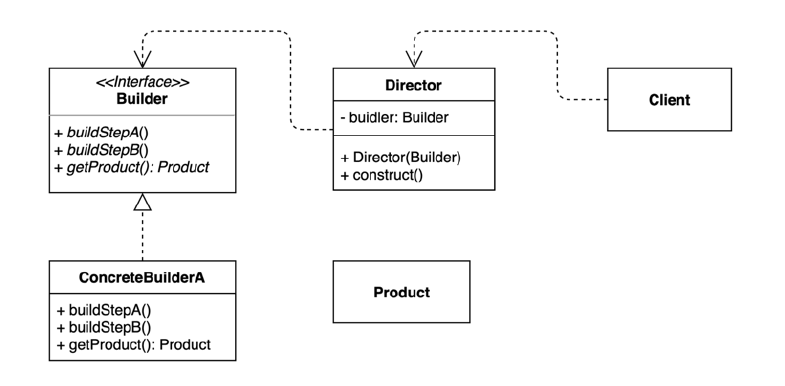 <<Interface>>
Builder
+ buildStepA()
+ buildStepB()
+ getProduct(): Product
Director
- buidler: Builder
+ Director(Builder)
+ construct()
Client
ConcreteBuilderA
+ buildStepA()
+ buildStepB()
+ getProduct(): Product
Product